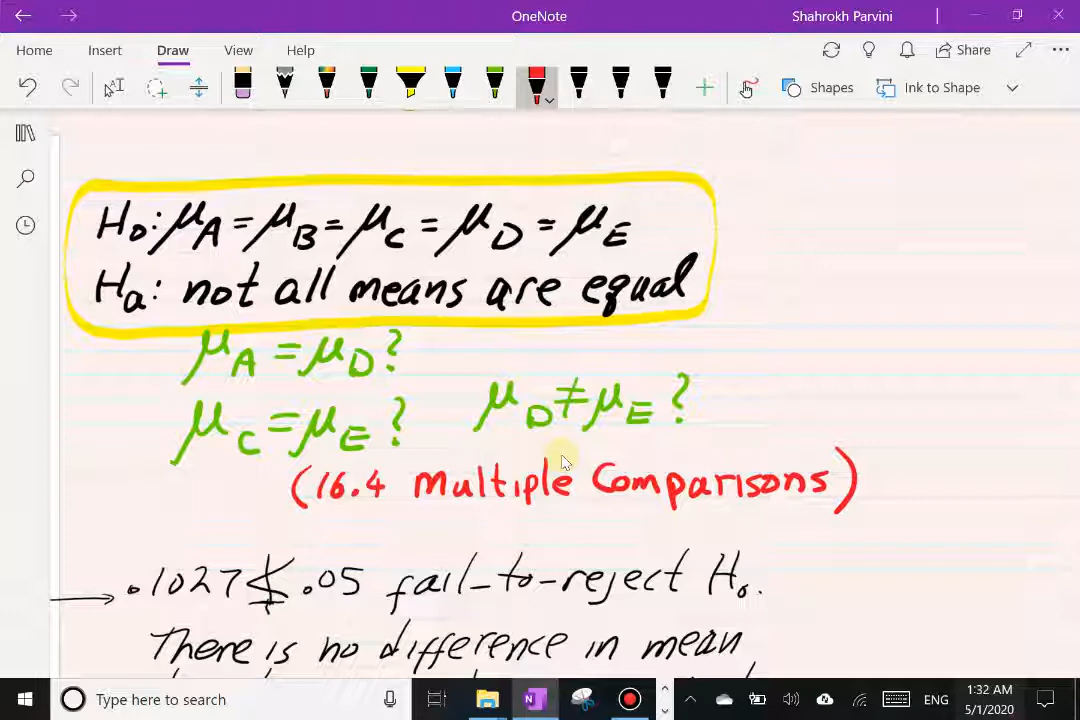 OneNote
Shahrokh Parvini
Home Insert Draw View Help
Share
Shapes Ink to Shape
H₀: μA = μB = μC = μD = μE
Ha: not all means are equal
μA = μD?
μC = μE? μD ≠ μE?
(16.4 Multiple Comparisons)
.1027 ≰ .05 fail-to-reject H₀.
There is no difference in mean
Type here to search
ENG
1:32 AM
5/1/2020